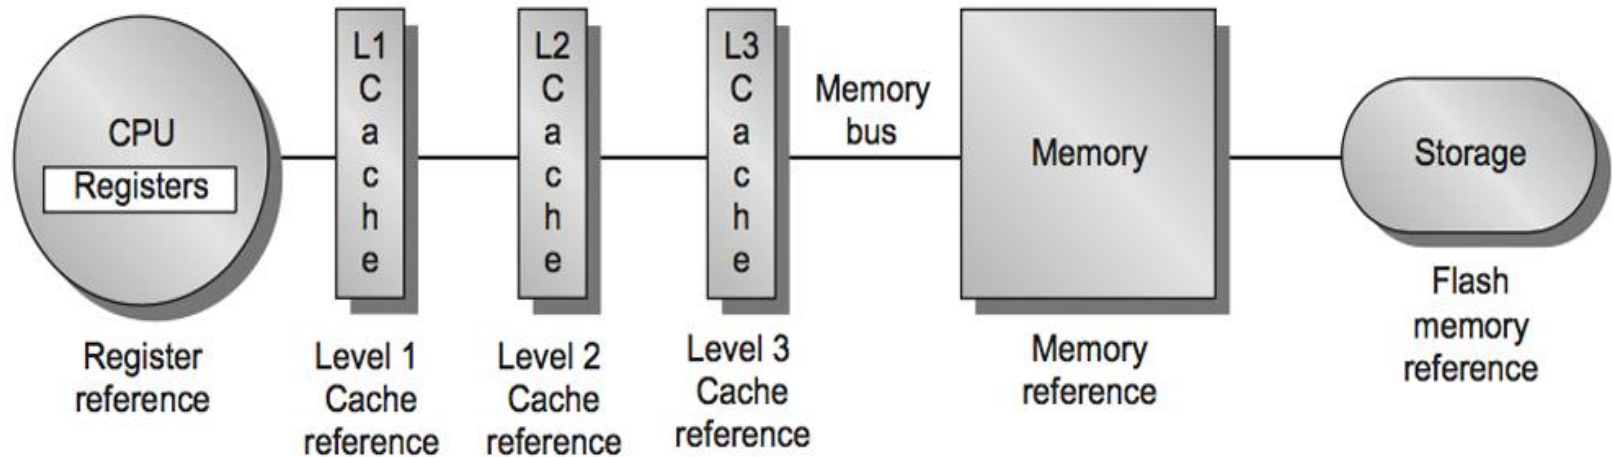 CPU
Registers
Register
reference
L1
C
a
c
h
e
Level 1
Cache
reference
L2
C
a
c
h
e
Level 2
Cache
reference
L3
C
a
c
h
e
Level 3
Cache
reference
Memory
bus
Memory
Memory
reference
Storage
Flash
memory
reference